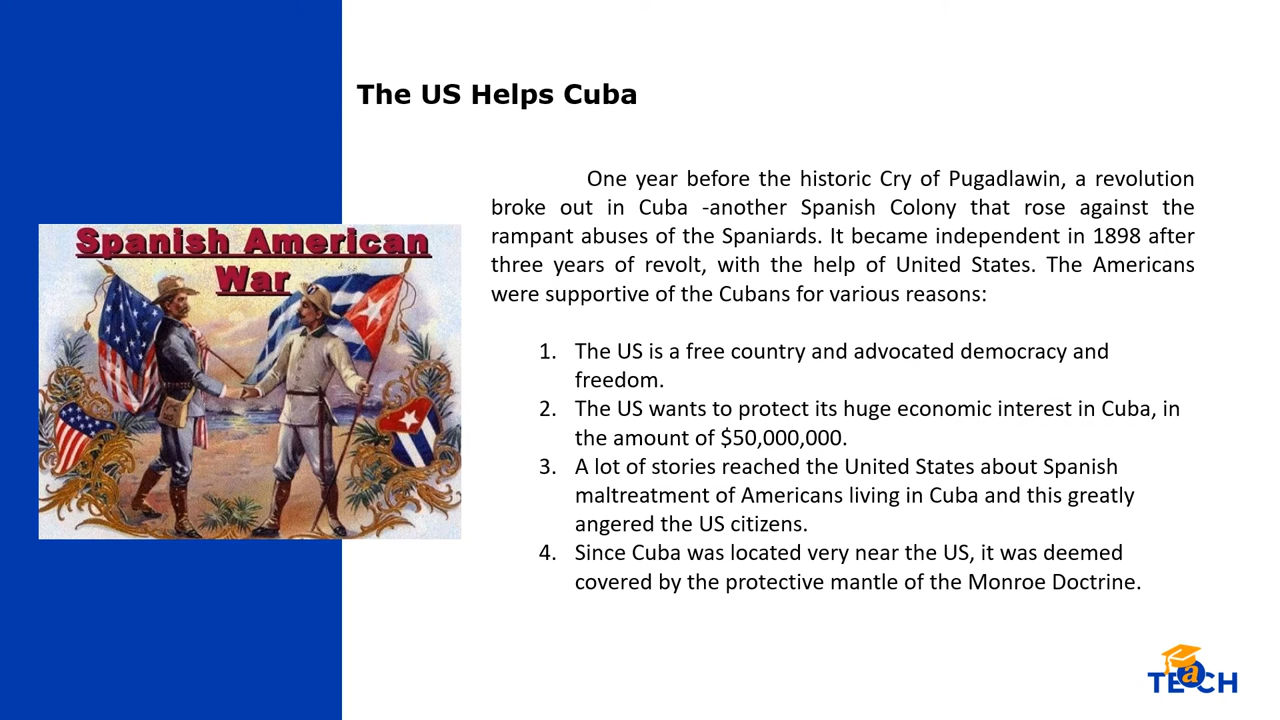 The US Helps Cuba
Spanish American
War
One year before the historic Cry of Pugadlawin, a revolution
broke out in Cuba -another Spanish Colony that rose against the
rampant abuses of the Spaniards. It became independent in 1898 after
three years of revolt, with the help of United States. The Americans
were supportive of the Cubans for various reasons:
1. The US is a free country and advocated democracy and
freedom.
2. The US wants to protect its huge economic interest in Cuba, in
the amount of $50,000,000.
3. A lot of stories reached the United States about Spanish
maltreatment of Americans living in Cuba and this greatly
angered the US citizens.
4. Since Cuba was located very near the US, it was deemed
covered by the protective mantle of the Monroe Doctrine.
TEaCH